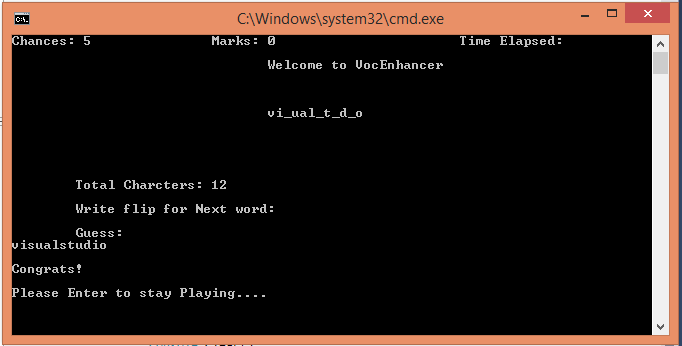 C:\Windows\system32\cmd.exe
Chances: 5 Marks: 0 Time Elapsed:
Welcome to VocEnhancer
vi_ual_t_d_o
Total Charcters: 12
Write flip for Next word:
Guess:
visualstudio
Congrats!
Please Enter to stay Playing....